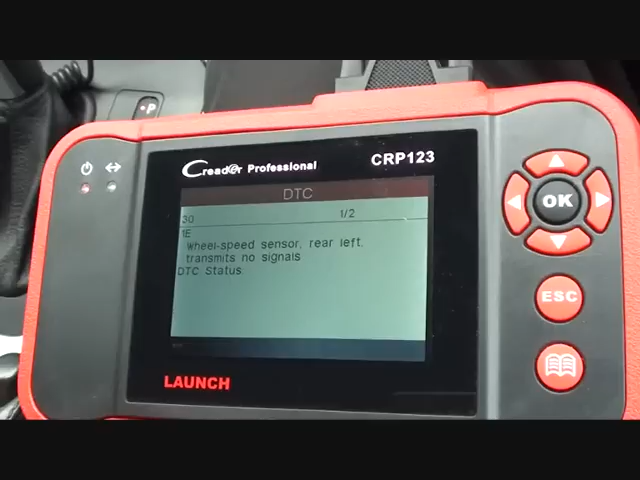 P
Creader Professional
CRP123
DTC
30 1/2
1E
Wheel-speed sensor, rear left,
transmits no signals
DTC Status
OK
ESC
LAUNCH